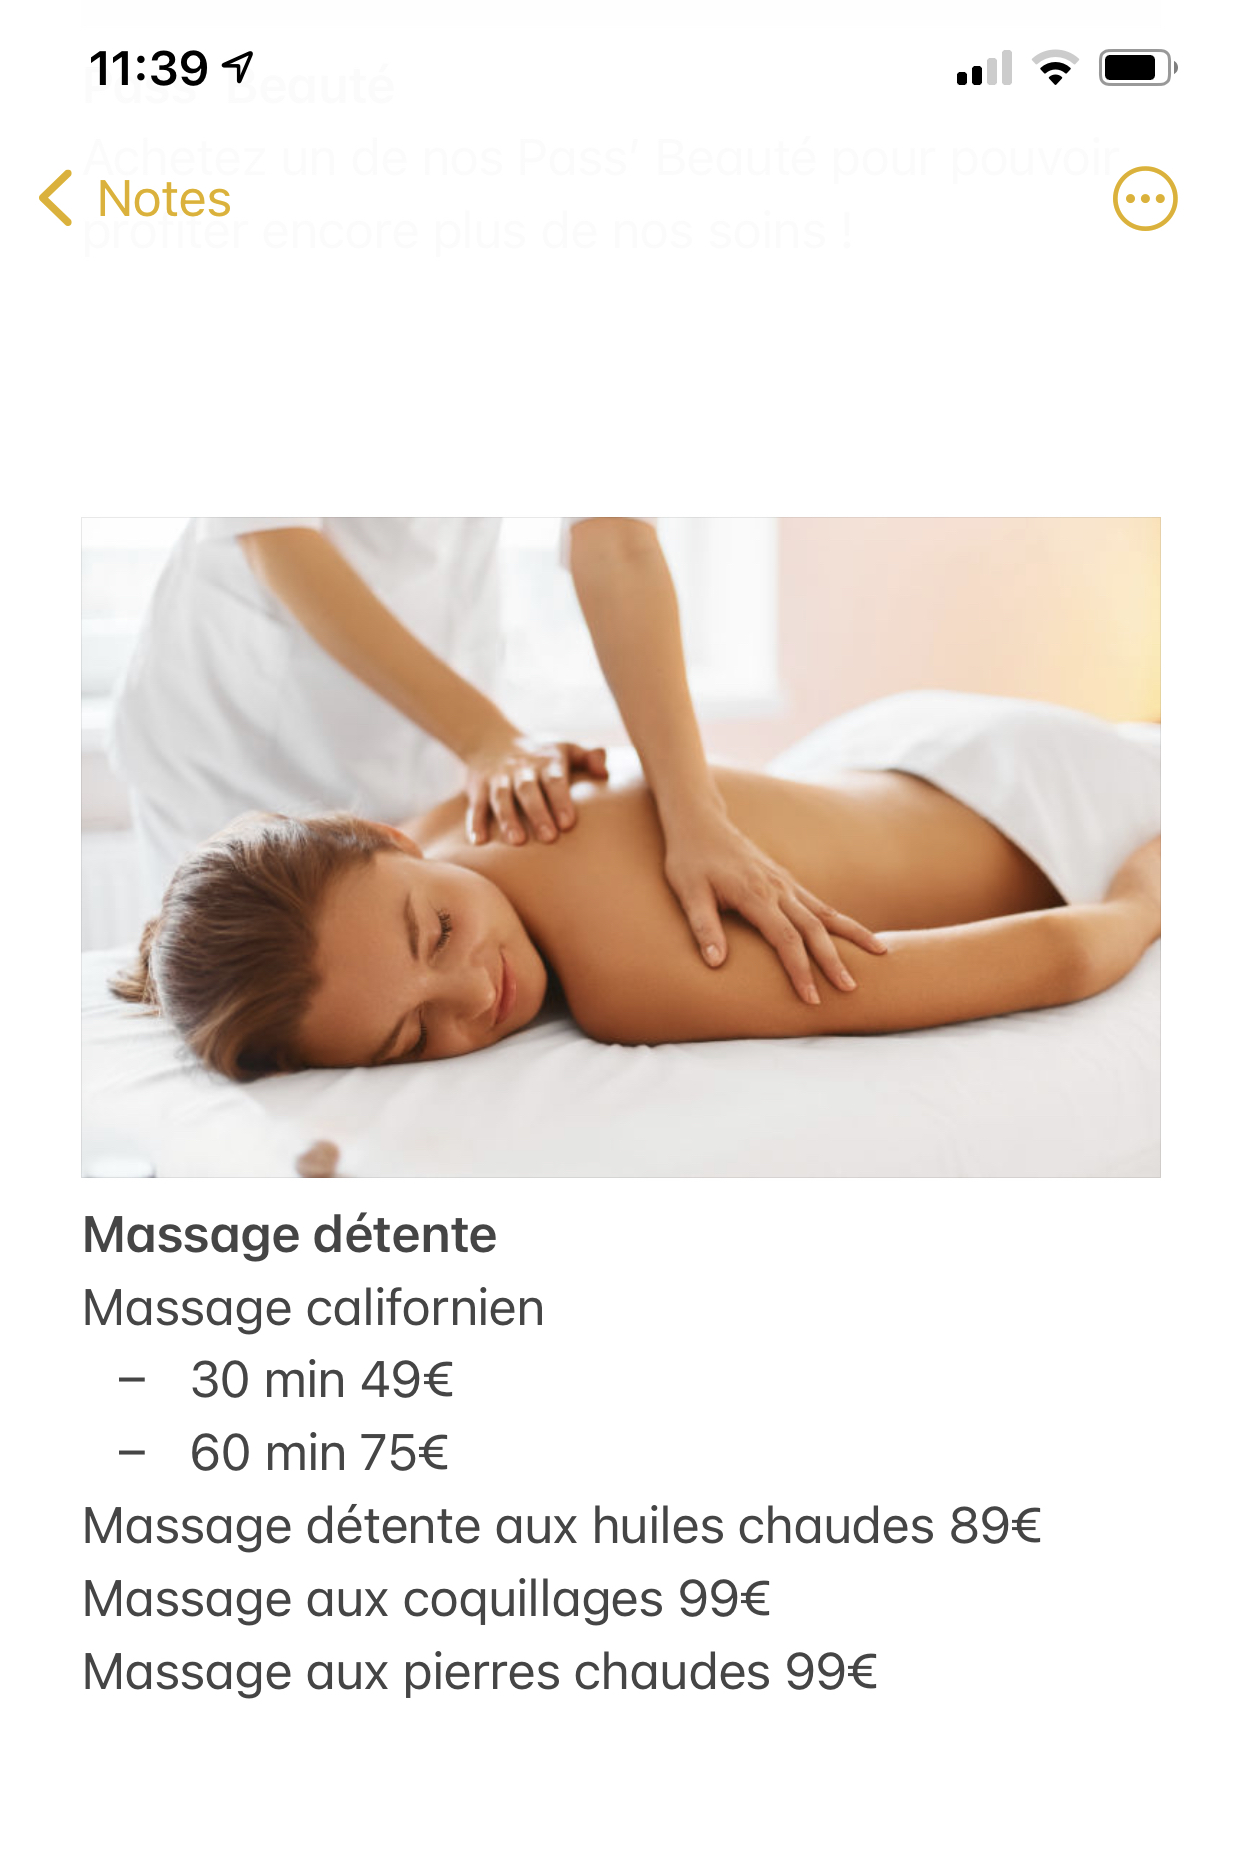 11:39
Pass' Beauté
Achetez un de nos Pass' Beauté pour pouvoir
Notes
profiter encore plus de nos soins !
Massage détente
Massage californien
– 30 min 49€
– 60 min 75€
Massage détente aux huiles chaudes 89€
Massage aux coquillages 99€
Massage aux pierres chaudes 99€